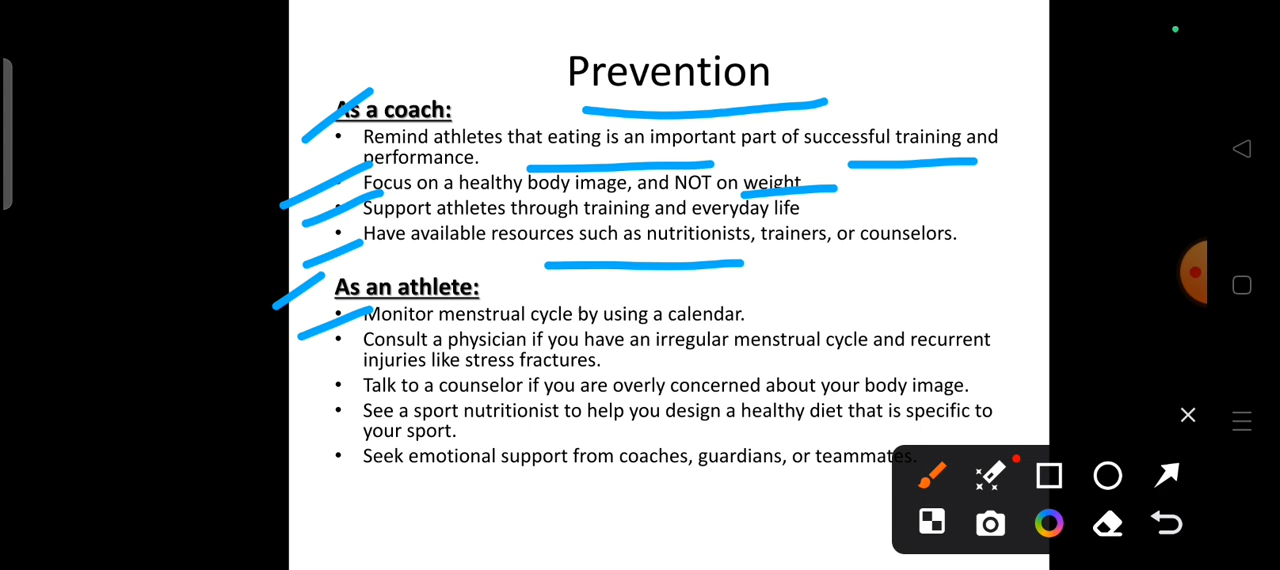 Prevention
As a coach:
• Remind athletes that eating is an important part of successful training and
performance.
• Focus on a healthy body image, and NOT on weight
• Support athletes through training and everyday life
• Have available resources such as nutritionists, trainers, or counselors.
As an athlete:
• Monitor menstrual cycle by using a calendar.
• Consult a physician if you have an irregular menstrual cycle and recurrent
injuries like stress fractures.
• Talk to a counselor if you are overly concerned about your body image.
• See a sport nutritionist to help you design a healthy diet that is specific to
your sport.
• Seek emotional support from coaches, guardians, or teammates.